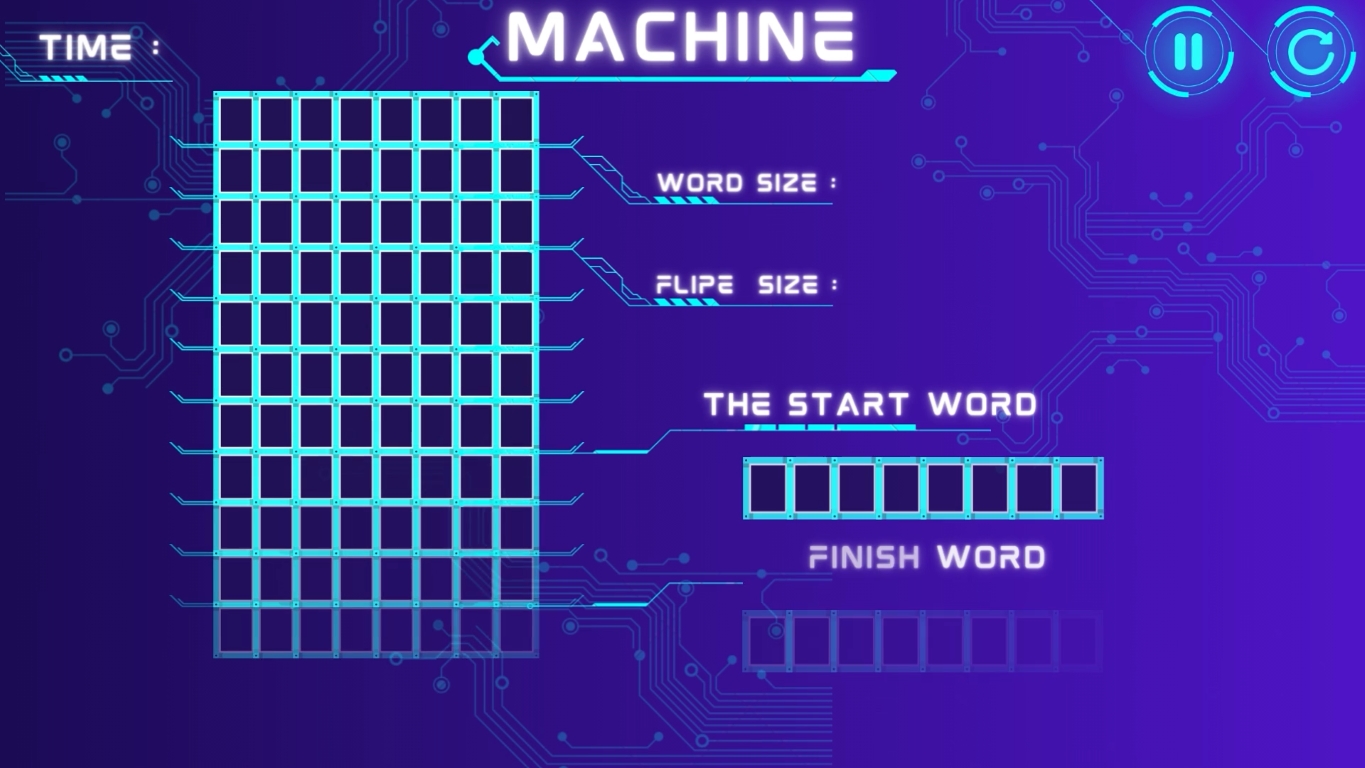 MACHINE
TIME :
WORD SIZE :
FLIPE SIZE :
THE START WORD
FINISH WORD